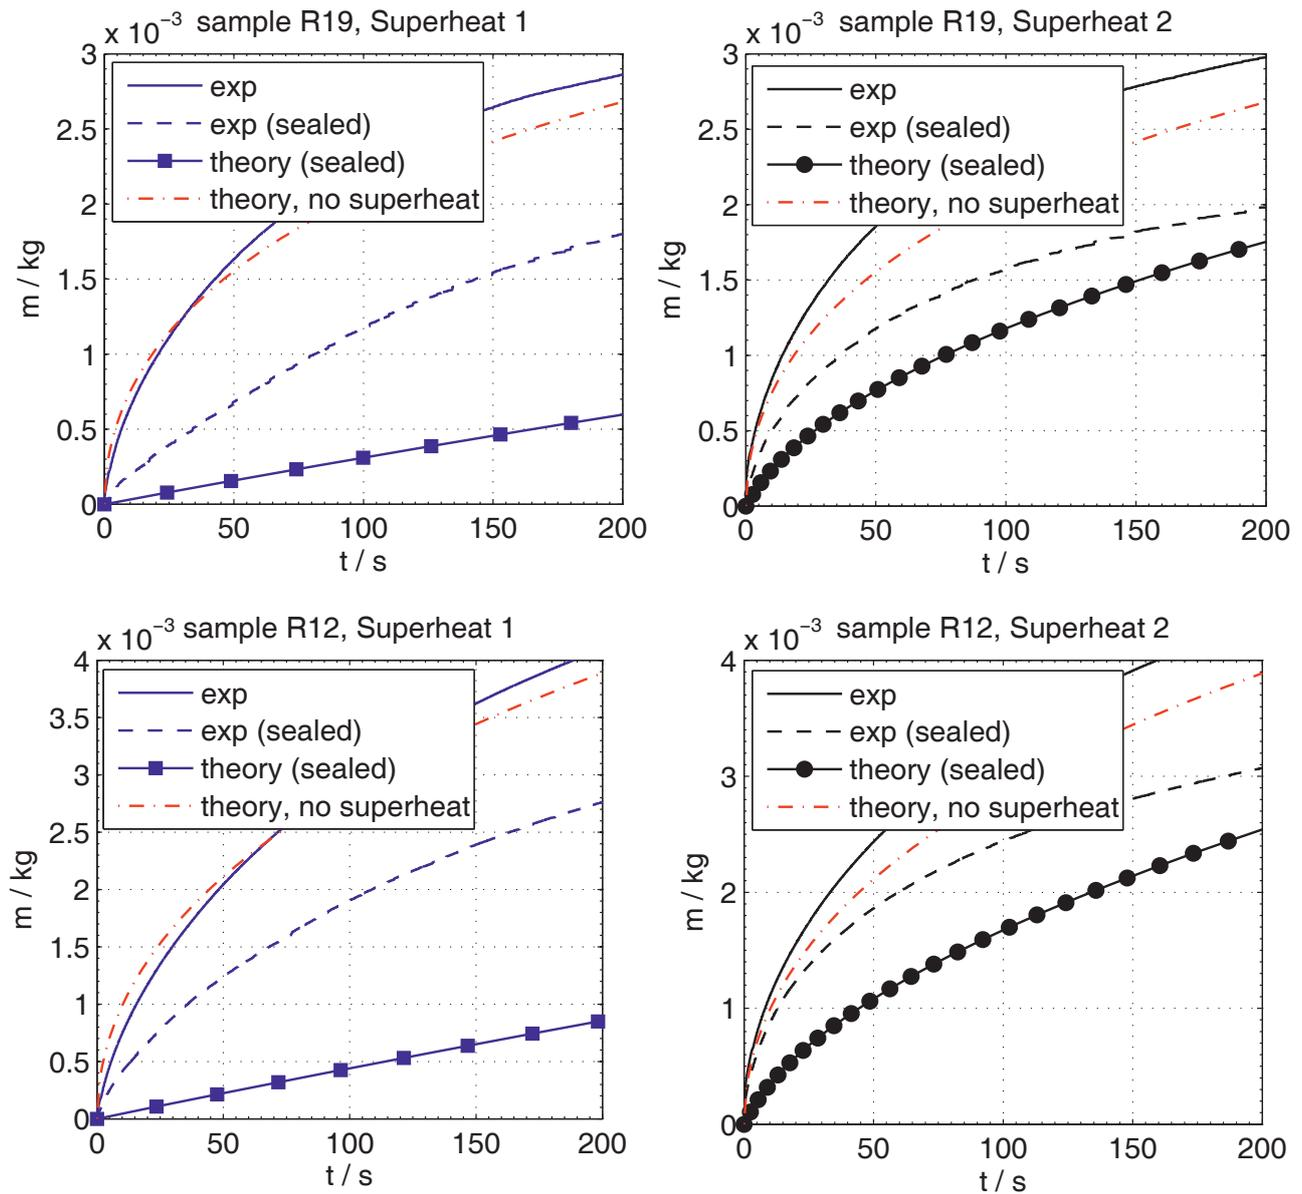 x 10⁻³ sample R19, Superheat 1
3
2.5
2
1.5
1
0.5
0
m / kg
exp
exp (sealed)
theory (sealed)
theory, no superheat
0 50 100 150 200
t / s
x 10⁻³ sample R19, Superheat 2
3
2.5
2
1.5
1
0.5
0
m / kg
exp
exp (sealed)
theory (sealed)
theory, no superheat
0 50 100 150 200
t / s
x 10⁻³ sample R12, Superheat 1
4
3.5
3
2.5
2
1.5
1
0.5
0
m / kg
exp
exp (sealed)
theory (sealed)
theory, no superheat
0 50 100 150 200
t / s
x 10⁻³ sample R12, Superheat 2
4
3
2
1
0
m / kg
exp
exp (sealed)
theory (sealed)
theory, no superheat
0 50 100 150 200
t / s